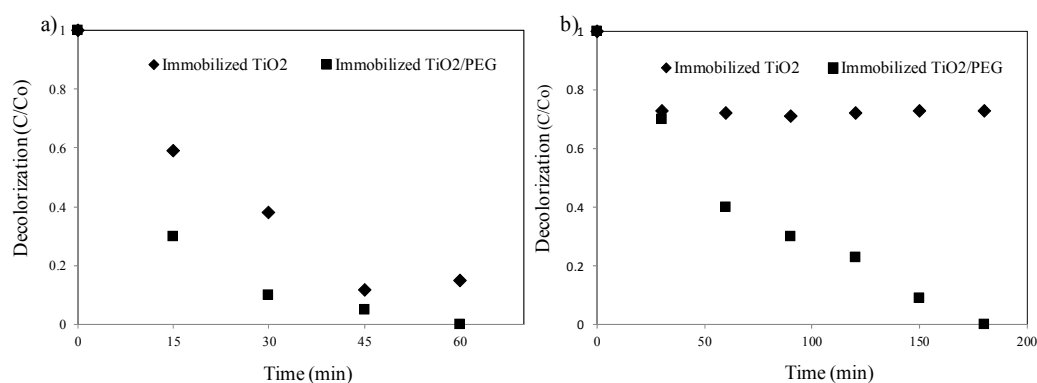 a)
Immobilized TiO2 Immobilized TiO2/PEG
Decolorization (C/Co)
1
0.8
0.6
0.4
0.2
0
0 15 30 45 60
Time (min)
b)
Immobilized TiO2 Immobilized TiO2/PEG
Decolorization (C/Co)
1
0.8
0.6
0.4
0.2
0
0 50 100 150 200
Time (min)